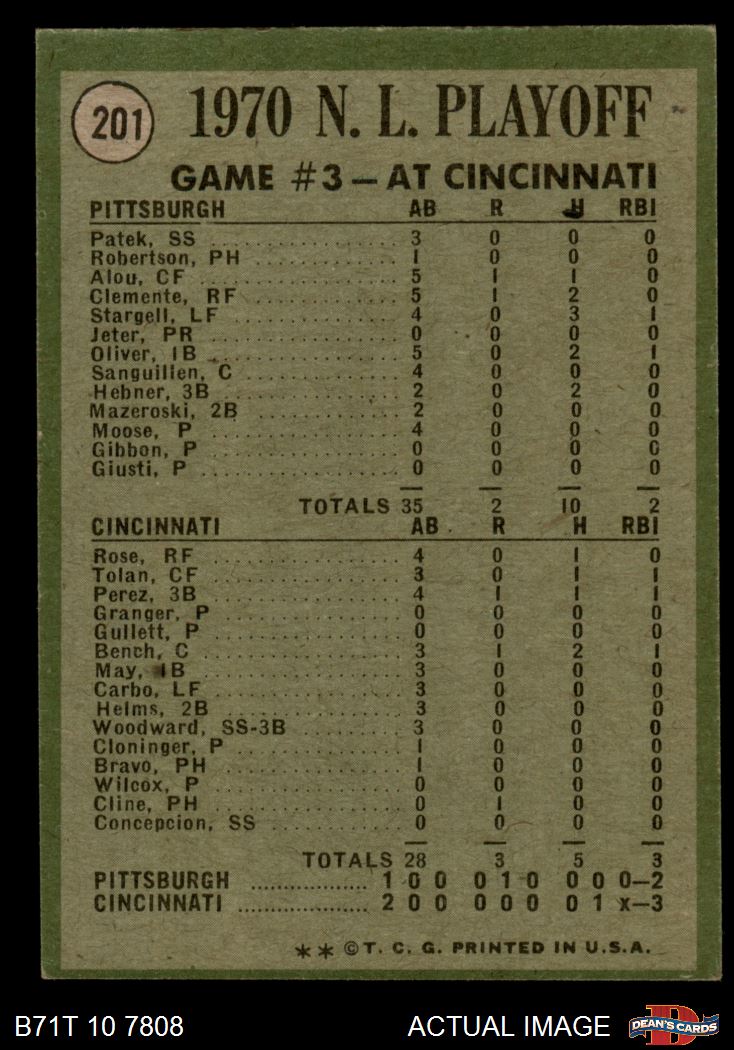 201
1970 N. L. PLAYOFF
GAME #3 — AT CINCINNATI
PITTSBURGH AB R H RBI
Patek, SS .................... 3 0 0 0
Robertson, PH .................... 1 0 0 0
Alou, CF .................... 5 1 1 0
Clemente, RF .................... 5 1 2 0
Stargell, LF .................... 4 0 3 1
Jeter, PR .................... 0 0 0 0
Oliver, 1B .................... 5 0 2 1
Sanguillen, C .................... 4 0 0 0
Hebner, 3B .................... 2 0 2 0
Mazeroski, 2B .................... 2 0 0 0
Moose, P .................... 4 0 0 0
Gibbon, P .................... 0 0 0 0
Giusti, P .................... 0 0 0 0
TOTALS 35 2 10 2
CINCINNATI AB R H RBI
Rose, RF .................... 4 0 1 0
Tolan, CF .................... 3 0 1 1
Perez, 3B .................... 4 1 1 1
Granger, P .................... 0 0 0 0
Gullett, P .................... 0 0 0 0
Bench, C .................... 3 1 2 1
May, 1B .................... 3 0 0 0
Carbo, LF .................... 3 0 0 0
Helms, 2B .................... 3 0 0 0
Woodward, SS-3B .................... 3 0 0 0
Cloninger, P .................... 1 0 0 0
Bravo, PH .................... 1 0 0 0
Wilcox, P .................... 0 0 0 0
Cline, PH .................... 0 1 0 0
Concepcion, SS .................... 0 0 0 0
TOTALS 28 3 5 3
PITTSBURGH .................... 1 0 0 0 1 0 0 0 0—2
CINCINNATI .................... 2 0 0 0 0 0 0 1 x—3
** © T. C. G. PRINTED IN U.S.A.
B71T 10 7808 ACTUAL IMAGE D DEAN'S CARDS